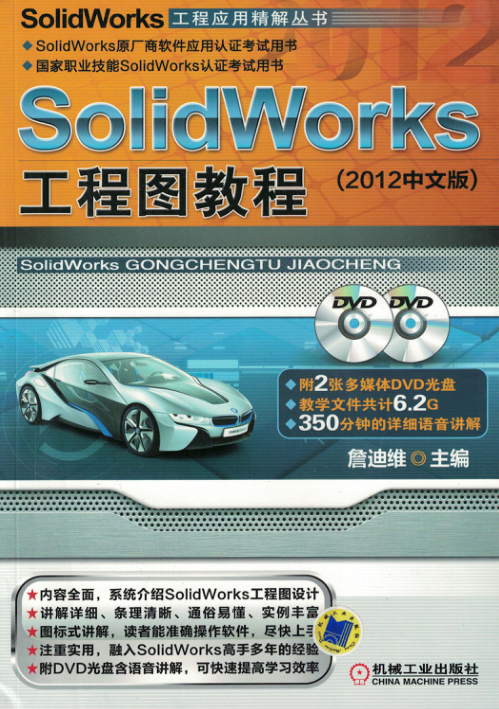 SolidWorks 工程应用精解丛书
2012
◆SolidWorks原厂商软件应用认证考试用书
◆国家职业技能SolidWorks认证考试用书
SolidWorks
工程图教程
(2012中文版)
SolidWorks GONGCHENGTU JIAOCHENG
DVD DVD
◆附2张多媒体DVD光盘
◆教学文件共计6.2G
◆350分钟的详细语音讲解
詹迪维◎主编
★内容全面，系统介绍SolidWorks工程图设计
★讲解详细、条理清晰、通俗易懂、实例丰富
★图标式讲解，读者能准确操作软件，尽快上手
★注重实用，融入SolidWorks高手多年的经验
★附DVD光盘含语音讲解，可快速提高学习效率
机械工业出版社
CHINA MACHINE PRESS